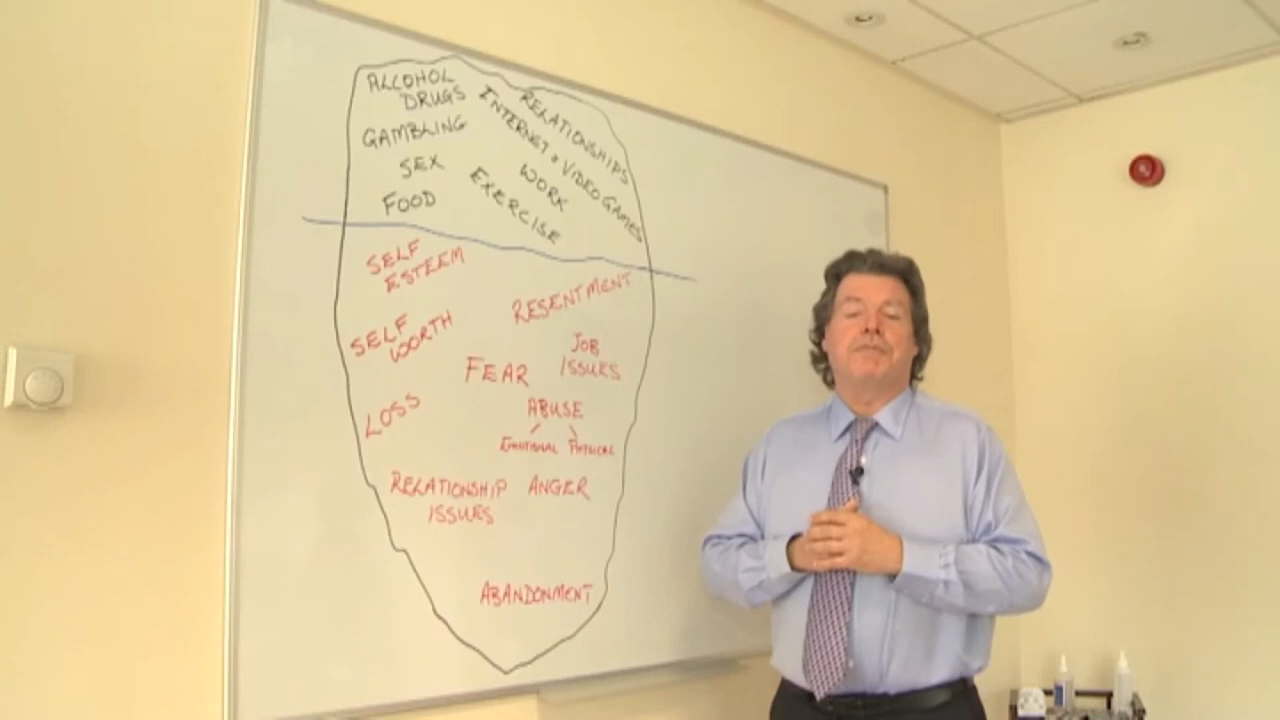 ALCOHOL
DRUGS
GAMBLING
SEX
FOOD
RELATIONSHIPS
INTERNET & VIDEO GAMES
WORK
EXERCISE
SELF
ESTEEM
RESENTMENT
SELF
WORTH
JOB
ISSUES
FEAR
LOSS
ABUSE
EMOTIONAL PHYSICAL
RELATIONSHIP
ISSUES
ANGER
ABANDONMENT